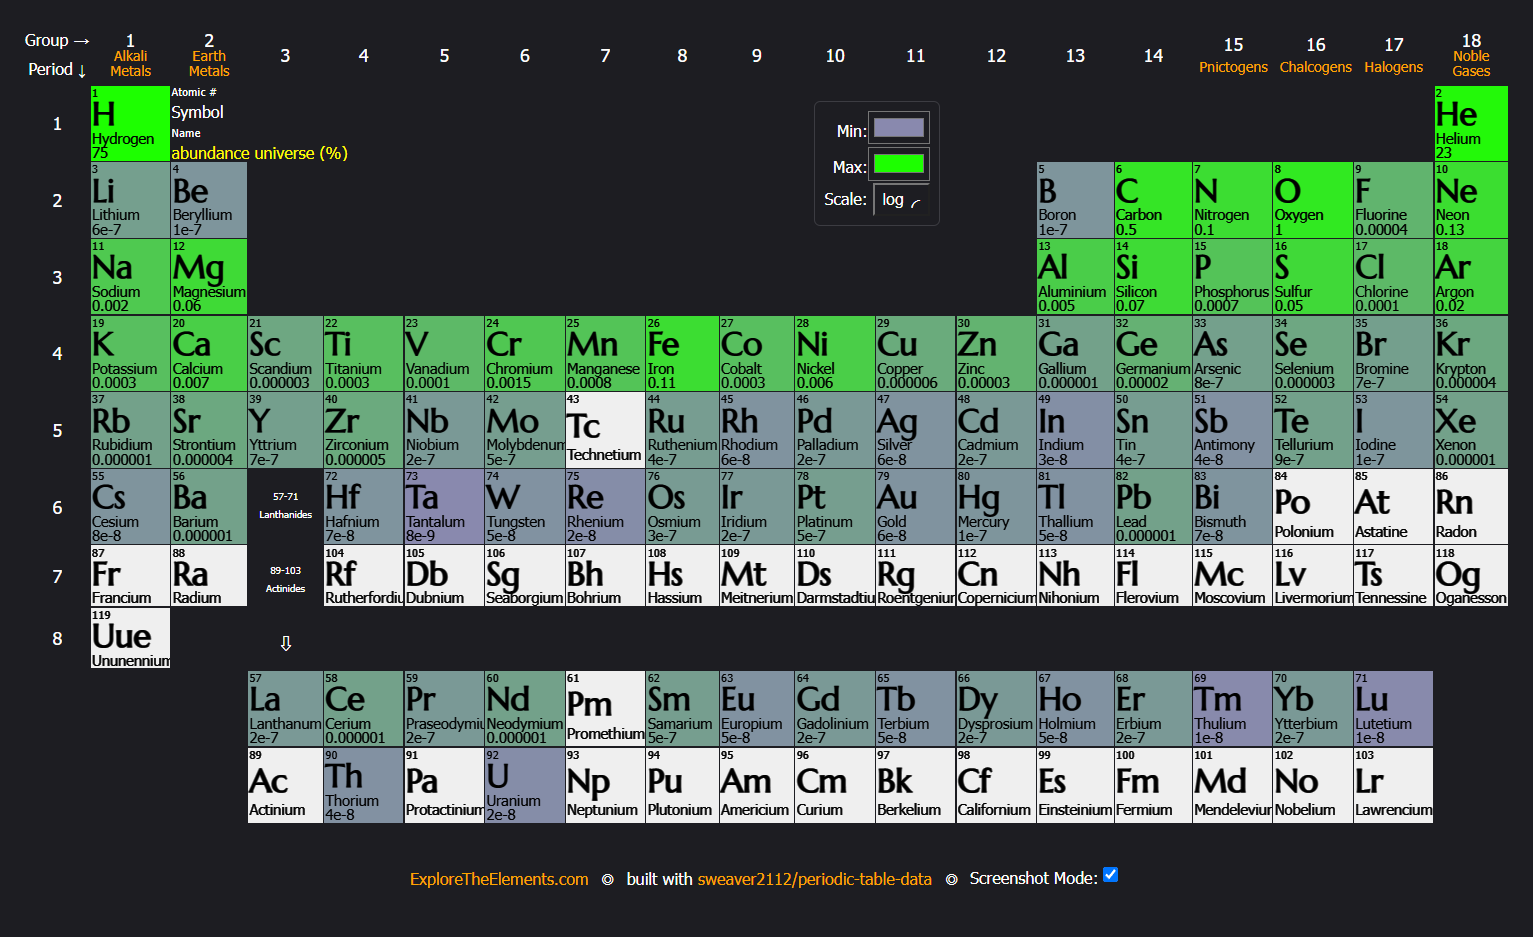 Group → 1 2 3 4 5 6 7 8 9 10 11 12 13 14 15 16 17 18
Alkali Metals Earth Metals Pnictogens Chalcogens Halogens Noble Gases
Period ↓
1
1 H Hydrogen 75
Atomic #
Symbol
Name
abundance universe (%)
Min:
Max:
Scale: log
2 He Helium 23
2
3 Li Lithium 6e-7
4 Be Beryllium 1e-7
5 B Boron 1e-7
6 C Carbon 0.5
7 N Nitrogen 0.1
8 O Oxygen 1
9 F Fluorine 0.00004
10 Ne Neon 0.13
3
11 Na Sodium 0.002
12 Mg Magnesium 0.06
13 Al Aluminium 0.005
14 Si Silicon 0.07
15 P Phosphorus 0.0007
16 S Sulfur 0.05
17 Cl Chlorine 0.0001
18 Ar Argon 0.02
4
19 K Potassium 0.0003
20 Ca Calcium 0.007
21 Sc Scandium 0.000003
22 Ti Titanium 0.0003
23 V Vanadium 0.0001
24 Cr Chromium 0.0015
25 Mn Manganese 0.0008
26 Fe Iron 0.11
27 Co Cobalt 0.0003
28 Ni Nickel 0.006
29 Cu Copper 0.000006
30 Zn Zinc 0.00003
31 Ga Gallium 0.000001
32 Ge Germanium 0.00002
33 As Arsenic 8e-7
34 Se Selenium 0.000003
35 Br Bromine 7e-7
36 Kr Krypton 0.000004
5
37 Rb Rubidium 0.000001
38 Sr Strontium 0.000004
39 Y Yttrium 7e-7
40 Zr Zirconium 0.000005
41 Nb Niobium 2e-7
42 Mo Molybdenum 5e-7
43 Tc Technetium
44 Ru Ruthenium 4e-7
45 Rh Rhodium 6e-8
46 Pd Palladium 2e-7
47 Ag Silver 6e-8
48 Cd Cadmium 2e-7
49 In Indium 3e-8
50 Sn Tin 4e-7
51 Sb Antimony 4e-8
52 Te Tellurium 9e-7
53 I Iodine 1e-7
54 Xe Xenon 0.000001
6
55 Cs Cesium 8e-8
56 Ba Barium 0.000001
57-71 Lanthanides
72 Hf Hafnium 7e-8
73 Ta Tantalum 8e-9
74 W Tungsten 5e-8
75 Re Rhenium 2e-8
76 Os Osmium 3e-7
77 Ir Iridium 2e-7
78 Pt Platinum 5e-7
79 Au Gold 6e-8
80 Hg Mercury 1e-7
81 Tl Thallium 5e-8
82 Pb Lead 0.000001
83 Bi Bismuth 7e-8
84 Po Polonium
85 At Astatine
86 Rn Radon
7
87 Fr Francium
88 Ra Radium
89-103 Actinides
104 Rf Rutherfordiu
105 Db Dubnium
106 Sg Seaborgium
107 Bh Bohrium
108 Hs Hassium
109 Mt Meitnerium
110 Ds Darmstadtiu
111 Rg Roentgeniur
112 Cn Copernicium
113 Nh Nihonium
114 Fl Flerovium
115 Mc Moscovium
116 Lv Livermorium
117 Ts Tennessine
118 Og Oganesson
8
119 Uue Ununennium
⇩
57 La Lanthanum 2e-7
58 Ce Cerium 0.000001
59 Pr Praseodymiu 2e-7
60 Nd Neodymium 0.000001
61 Pm Promethium
62 Sm Samarium 5e-7
63 Eu Europium 5e-8
64 Gd Gadolinium 2e-7
65 Tb Terbium 5e-8
66 Dy Dysprosium 2e-7
67 Ho Holmium 5e-8
68 Er Erbium 2e-7
69 Tm Thulium 1e-8
70 Yb Ytterbium 2e-7
71 Lu Lutetium 1e-8
89 Ac Actinium
90 Th Thorium 4e-8
91 Pa Protactinium
92 U Uranium 2e-8
93 Np Neptunium
94 Pu Plutonium
95 Am Americium
96 Cm Curium
97 Bk Berkelium
98 Cf Californium
99 Es Einsteinium
100 Fm Fermium
101 Md Mendeleviur
102 No Nobelium
103 Lr Lawrencium
ExploreTheElements.com ◎ built with sweaver2112/periodic-table-data ◎ Screenshot Mode: